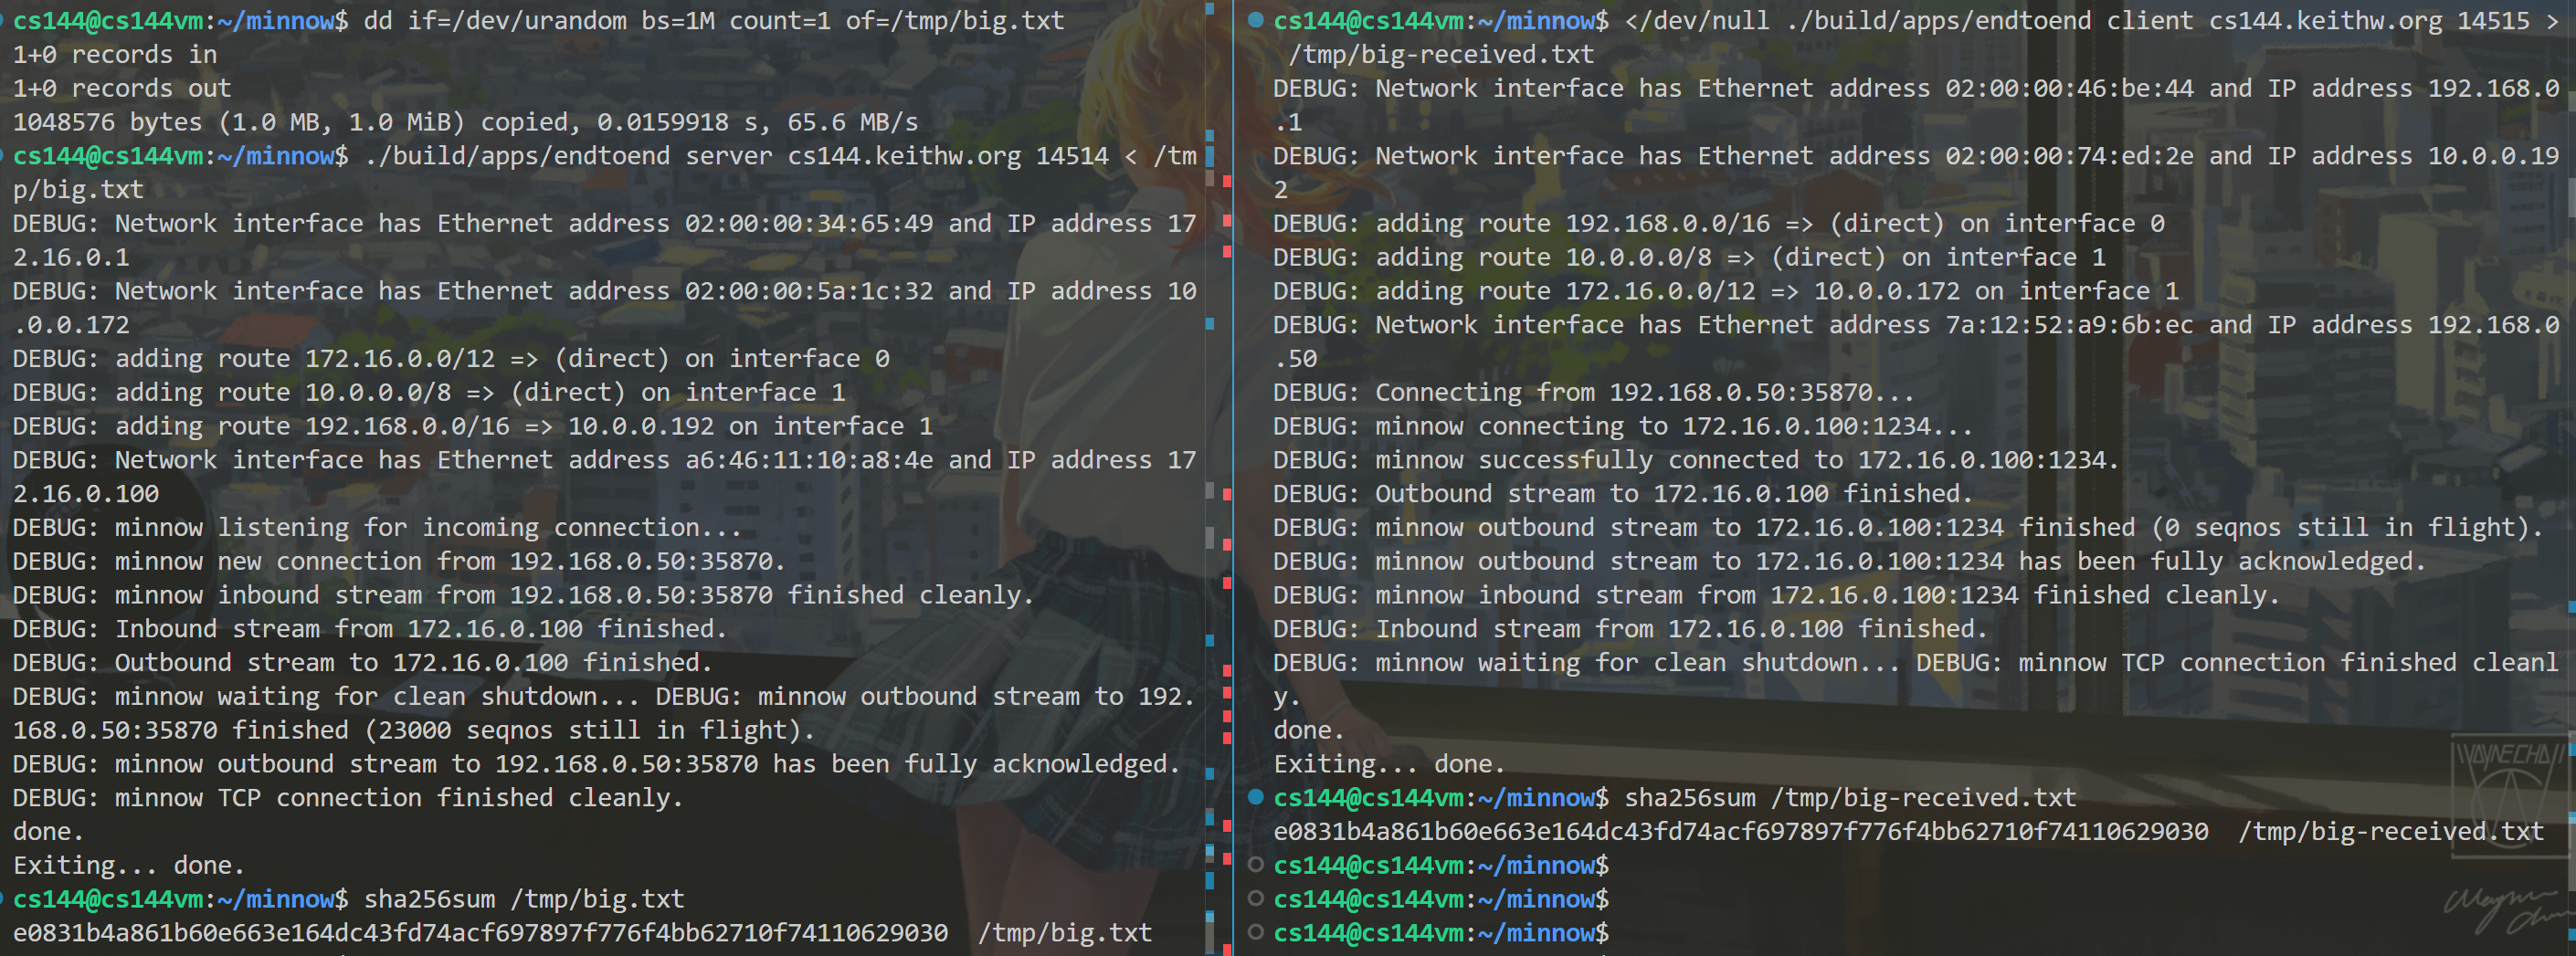 cs144@cs144vm:~/minnow$ dd if=/dev/urandom bs=1M count=1 of=/tmp/big.txt
1+0 records in
1+0 records out
1048576 bytes (1.0 MB, 1.0 MiB) copied, 0.0159918 s, 65.6 MB/s
cs144@cs144vm:~/minnow$ ./build/apps/endtoend server cs144.keithw.org 14514 < /tm
p/big.txt
DEBUG: Network interface has Ethernet address 02:00:00:34:65:49 and IP address 17
2.16.0.1
DEBUG: Network interface has Ethernet address 02:00:00:5a:1c:32 and IP address 10
.0.0.172
DEBUG: adding route 172.16.0.0/12 => (direct) on interface 0
DEBUG: adding route 10.0.0.0/8 => (direct) on interface 1
DEBUG: adding route 192.168.0.0/16 => 10.0.0.192 on interface 1
DEBUG: Network interface has Ethernet address a6:46:11:10:a8:4e and IP address 17
2.16.0.100
DEBUG: minnow listening for incoming connection...
DEBUG: minnow new connection from 192.168.0.50:35870.
DEBUG: minnow inbound stream from 192.168.0.50:35870 finished cleanly.
DEBUG: Inbound stream from 172.16.0.100 finished.
DEBUG: Outbound stream to 172.16.0.100 finished.
DEBUG: minnow waiting for clean shutdown... DEBUG: minnow outbound stream to 192.
168.0.50:35870 finished (23000 seqnos still in flight).
DEBUG: minnow outbound stream to 192.168.0.50:35870 has been fully acknowledged.
DEBUG: minnow TCP connection finished cleanly.
done.
Exiting... done.
cs144@cs144vm:~/minnow$ sha256sum /tmp/big.txt
e0831b4a861b60e663e164dc43fd74acf697897f776f4bb62710f74110629030  /tmp/big.txt
cs144@cs144vm:~/minnow$ </dev/null ./build/apps/endtoend client cs144.keithw.org 14515 >
/tmp/big-received.txt
DEBUG: Network interface has Ethernet address 02:00:00:46:be:44 and IP address 192.168.0
.1
DEBUG: Network interface has Ethernet address 02:00:00:74:ed:2e and IP address 10.0.0.19
2
DEBUG: adding route 192.168.0.0/16 => (direct) on interface 0
DEBUG: adding route 10.0.0.0/8 => (direct) on interface 1
DEBUG: adding route 172.16.0.0/12 => 10.0.0.172 on interface 1
DEBUG: Network interface has Ethernet address 7a:12:52:a9:6b:ec and IP address 192.168.0
.50
DEBUG: Connecting from 192.168.0.50:35870...
DEBUG: minnow connecting to 172.16.0.100:1234...
DEBUG: minnow successfully connected to 172.16.0.100:1234.
DEBUG: Outbound stream to 172.16.0.100 finished.
DEBUG: minnow outbound stream to 172.16.0.100:1234 finished (0 seqnos still in flight).
DEBUG: minnow outbound stream to 172.16.0.100:1234 has been fully acknowledged.
DEBUG: minnow inbound stream from 172.16.0.100:1234 finished cleanly.
DEBUG: Inbound stream from 172.16.0.100 finished.
DEBUG: minnow waiting for clean shutdown... DEBUG: minnow TCP connection finished cleanl
y.
done.
Exiting... done.
cs144@cs144vm:~/minnow$ sha256sum /tmp/big-received.txt
e0831b4a861b60e663e164dc43fd74acf697897f776f4bb62710f74110629030  /tmp/big-received.txt
cs144@cs144vm:~/minnow$
cs144@cs144vm:~/minnow$
cs144@cs144vm:~/minnow$